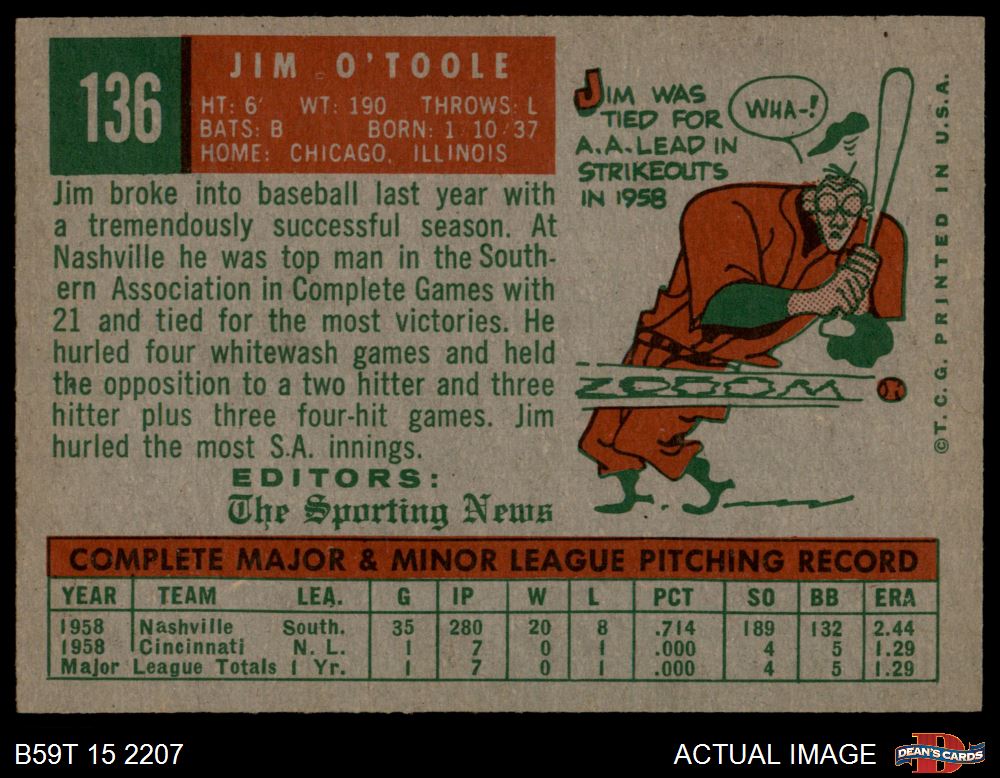 136
JIM O'TOOLE
HT: 6' WT: 190 THROWS: L
BATS: B BORN: 1/10/37
HOME: CHICAGO, ILLINOIS
Jim broke into baseball last year with
a tremendously successful season. At
Nashville he was top man in the South-
ern Association in Complete Games with
21 and tied for the most victories. He
hurled four whitewash games and held
the opposition to a two hitter and three
hitter plus three four-hit games. Jim
hurled the most S.A. innings.
EDITORS:
The Sporting News
JIM WAS
TIED FOR
A.A. LEAD IN
STRIKEOUTS
IN 1958
WHA-!
ZOOOOM
©T. C. G. PRINTED IN U.S.A.
COMPLETE MAJOR & MINOR LEAGUE PITCHING RECORD
YEAR TEAM LEA. G IP W L PCT SO BB ERA
1958 Nashville South. 35 280 20 8 .714 189 132 2.44
1958 Cincinnati N. L. 1 7 0 1 .000 4 5 1.29
Major League Totals 1 Yr. 1 7 0 1 .000 4 5 1.29
B59T 15 2207
ACTUAL IMAGE
DEAN'S CARDS